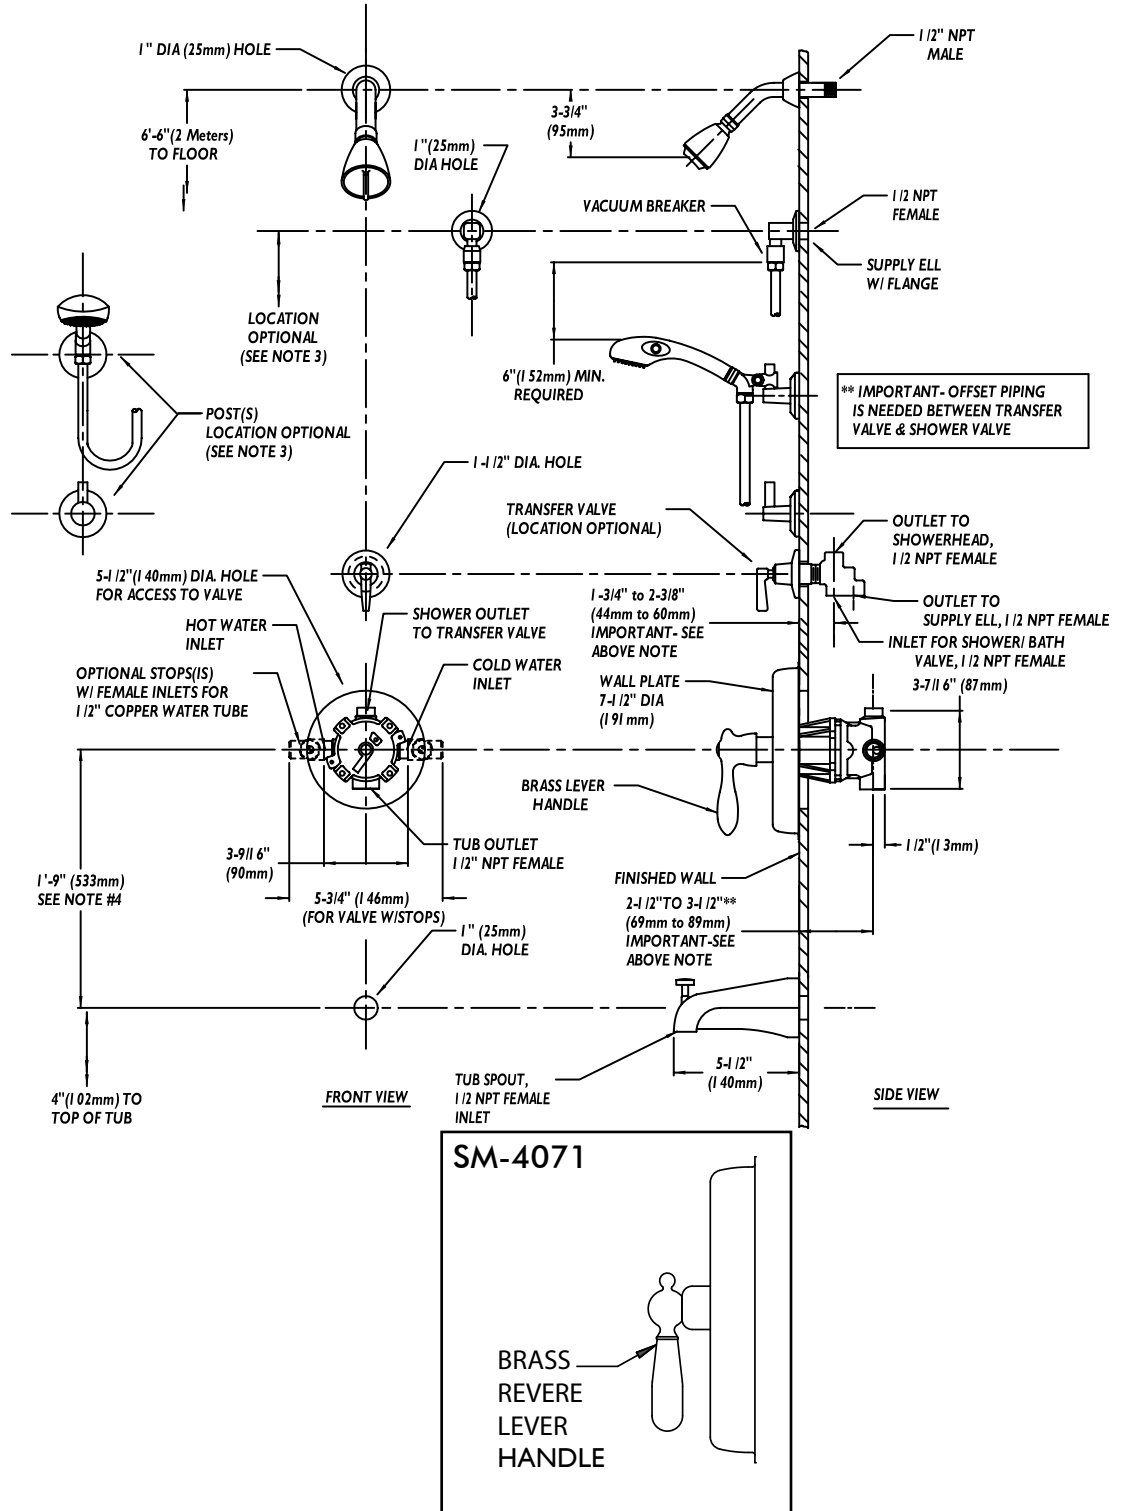 1" DIA (25mm) HOLE
1/2" NPT
MALE
3-3/4"
(95mm)
6'-6"(2 Meters)
TO FLOOR
1"(25mm)
DIA HOLE
VACUUM BREAKER
1/2 NPT
FEMALE
SUPPLY ELL
W/ FLANGE
LOCATION
OPTIONAL
(SEE NOTE 3)
6"(152mm) MIN.
REQUIRED
** IMPORTANT- OFFSET PIPING
IS NEEDED BETWEEN TRANSFER
VALVE & SHOWER VALVE
POST(S)
LOCATION OPTIONAL
(SEE NOTE 3)
1-1/2" DIA. HOLE
TRANSFER VALVE
(LOCATION OPTIONAL)
OUTLET TO
SHOWERHEAD,
1/2 NPT FEMALE
5-1/2"(140mm) DIA. HOLE
FOR ACCESS TO VALVE
1-3/4" to 2-3/8"
(44mm to 60mm)
IMPORTANT- SEE
ABOVE NOTE
OUTLET TO
SUPPLY ELL, 1/2 NPT FEMALE
SHOWER OUTLET
TO TRANSFER VALVE
HOT WATER
INLET
INLET FOR SHOWER/ BATH
VALVE, 1/2 NPT FEMALE
OPTIONAL STOPS(IS)
W/ FEMALE INLETS FOR
1/2" COPPER WATER TUBE
COLD WATER
INLET
WALL PLATE
7-1/2" DIA
(191mm)
3-7/16" (87mm)
BRASS LEVER
HANDLE
TUB OUTLET
1/2" NPT FEMALE
3-9/16"
(90mm)
1/2"(13mm)
1'-9" (533mm)
SEE NOTE #4
5-3/4" (146mm)
(FOR VALVE W/STOPS)
FINISHED WALL
2-1/2"TO 3-1/2"**
(69mm to 89mm)
IMPORTANT-SEE
ABOVE NOTE
1" (25mm)
DIA. HOLE
5-1/2"
(140mm)
TUB SPOUT,
1/2 NPT FEMALE
INLET
4"(102mm) TO
TOP OF TUB
FRONT VIEW
SIDE VIEW
SM-4071
BRASS
REVERE
LEVER
HANDLE